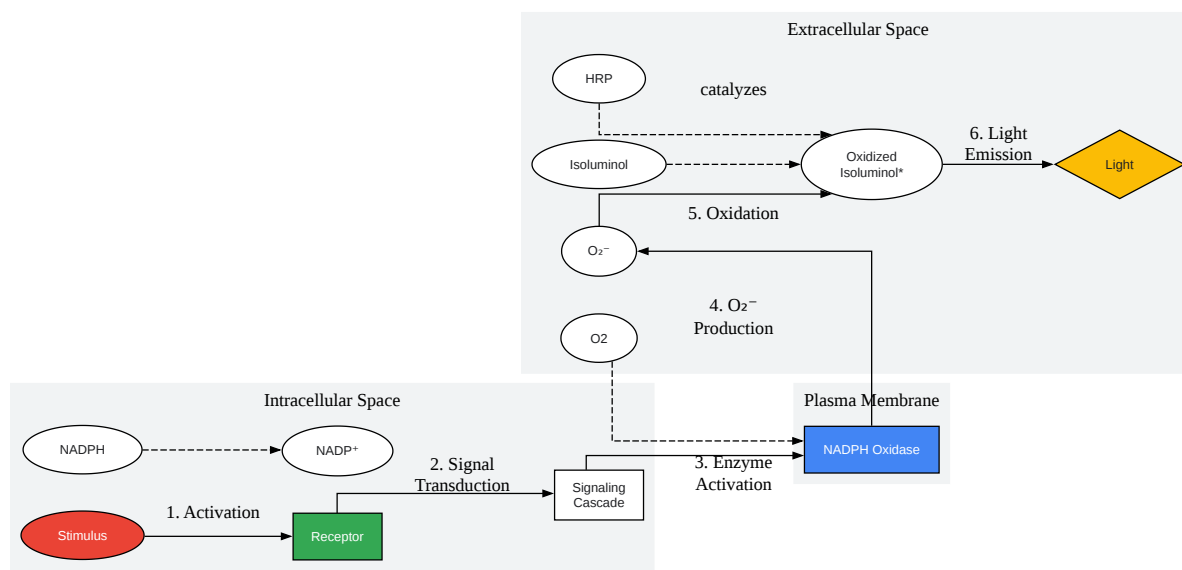 Extracellular Space
HRP
catalyzes
Isoluminol
Oxidized
Isoluminol*
6. Light
Emission
Light
5. Oxidation
O₂⁻
4. O₂⁻
Production
O2
Intracellular Space
Plasma Membrane
NADPH
NADP⁺
NADPH Oxidase
2. Signal
Transduction
3. Enzyme
Activation
Signaling
Cascade
1. Activation
Stimulus
Receptor